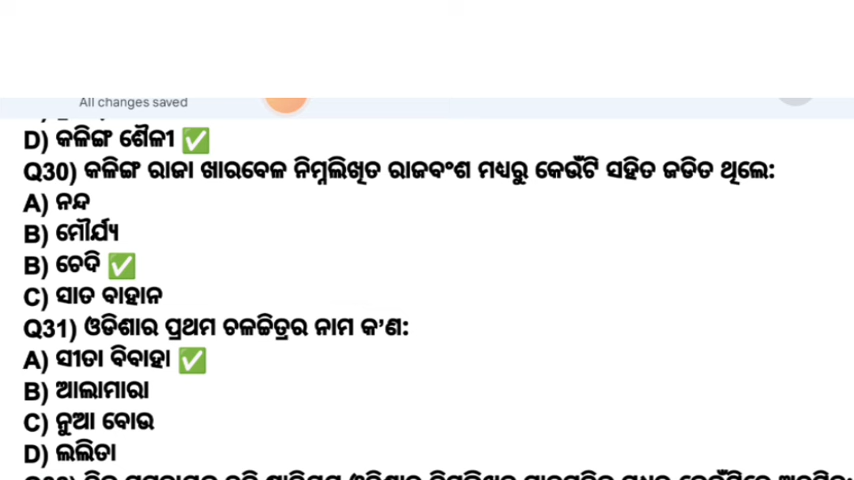 All changes saved
D) କଳିଙ୍ଗ ଶୈଳୀ ✅
Q30) କଳିଙ୍ଗ ରାଜା ଖାରବେଳ ନିମ୍ନଲିଖିତ ରାଜବଂଶ ମଧ୍ୟରୁ କେଉଁଟି ସହିତ ଜଡିତ ଥିଲେ:
A) ନନ୍ଦ
B) ମୌର୍ଯ୍ୟ
B) ଚେଦି ✅
C) ସାତ ବାହାନ
Q31) ଓଡିଶାର ପ୍ରଥମ ଚଳଚ୍ଚିତ୍ରର ନାମ କ'ଣ:
A) ସୀତା ବିବାହା ✅
B) ଆଲାମାରା
C) ନୁଆ ବୋଉ
D) ଲଲିତା